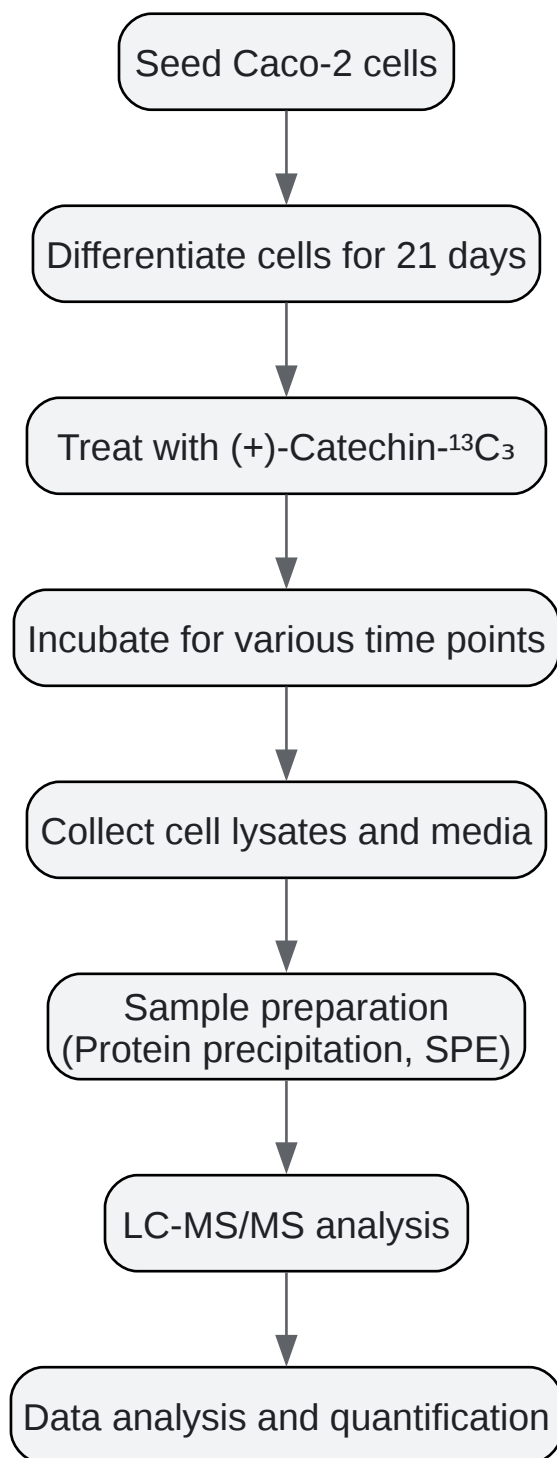 Seed Caco-2 cells
Differentiate cells for 21 days
Treat with (+)-Catechin-¹³C₃
Incubate for various time points
Collect cell lysates and media
Sample preparation
(Protein precipitation, SPE)
LC-MS/MS analysis
Data analysis and quantification